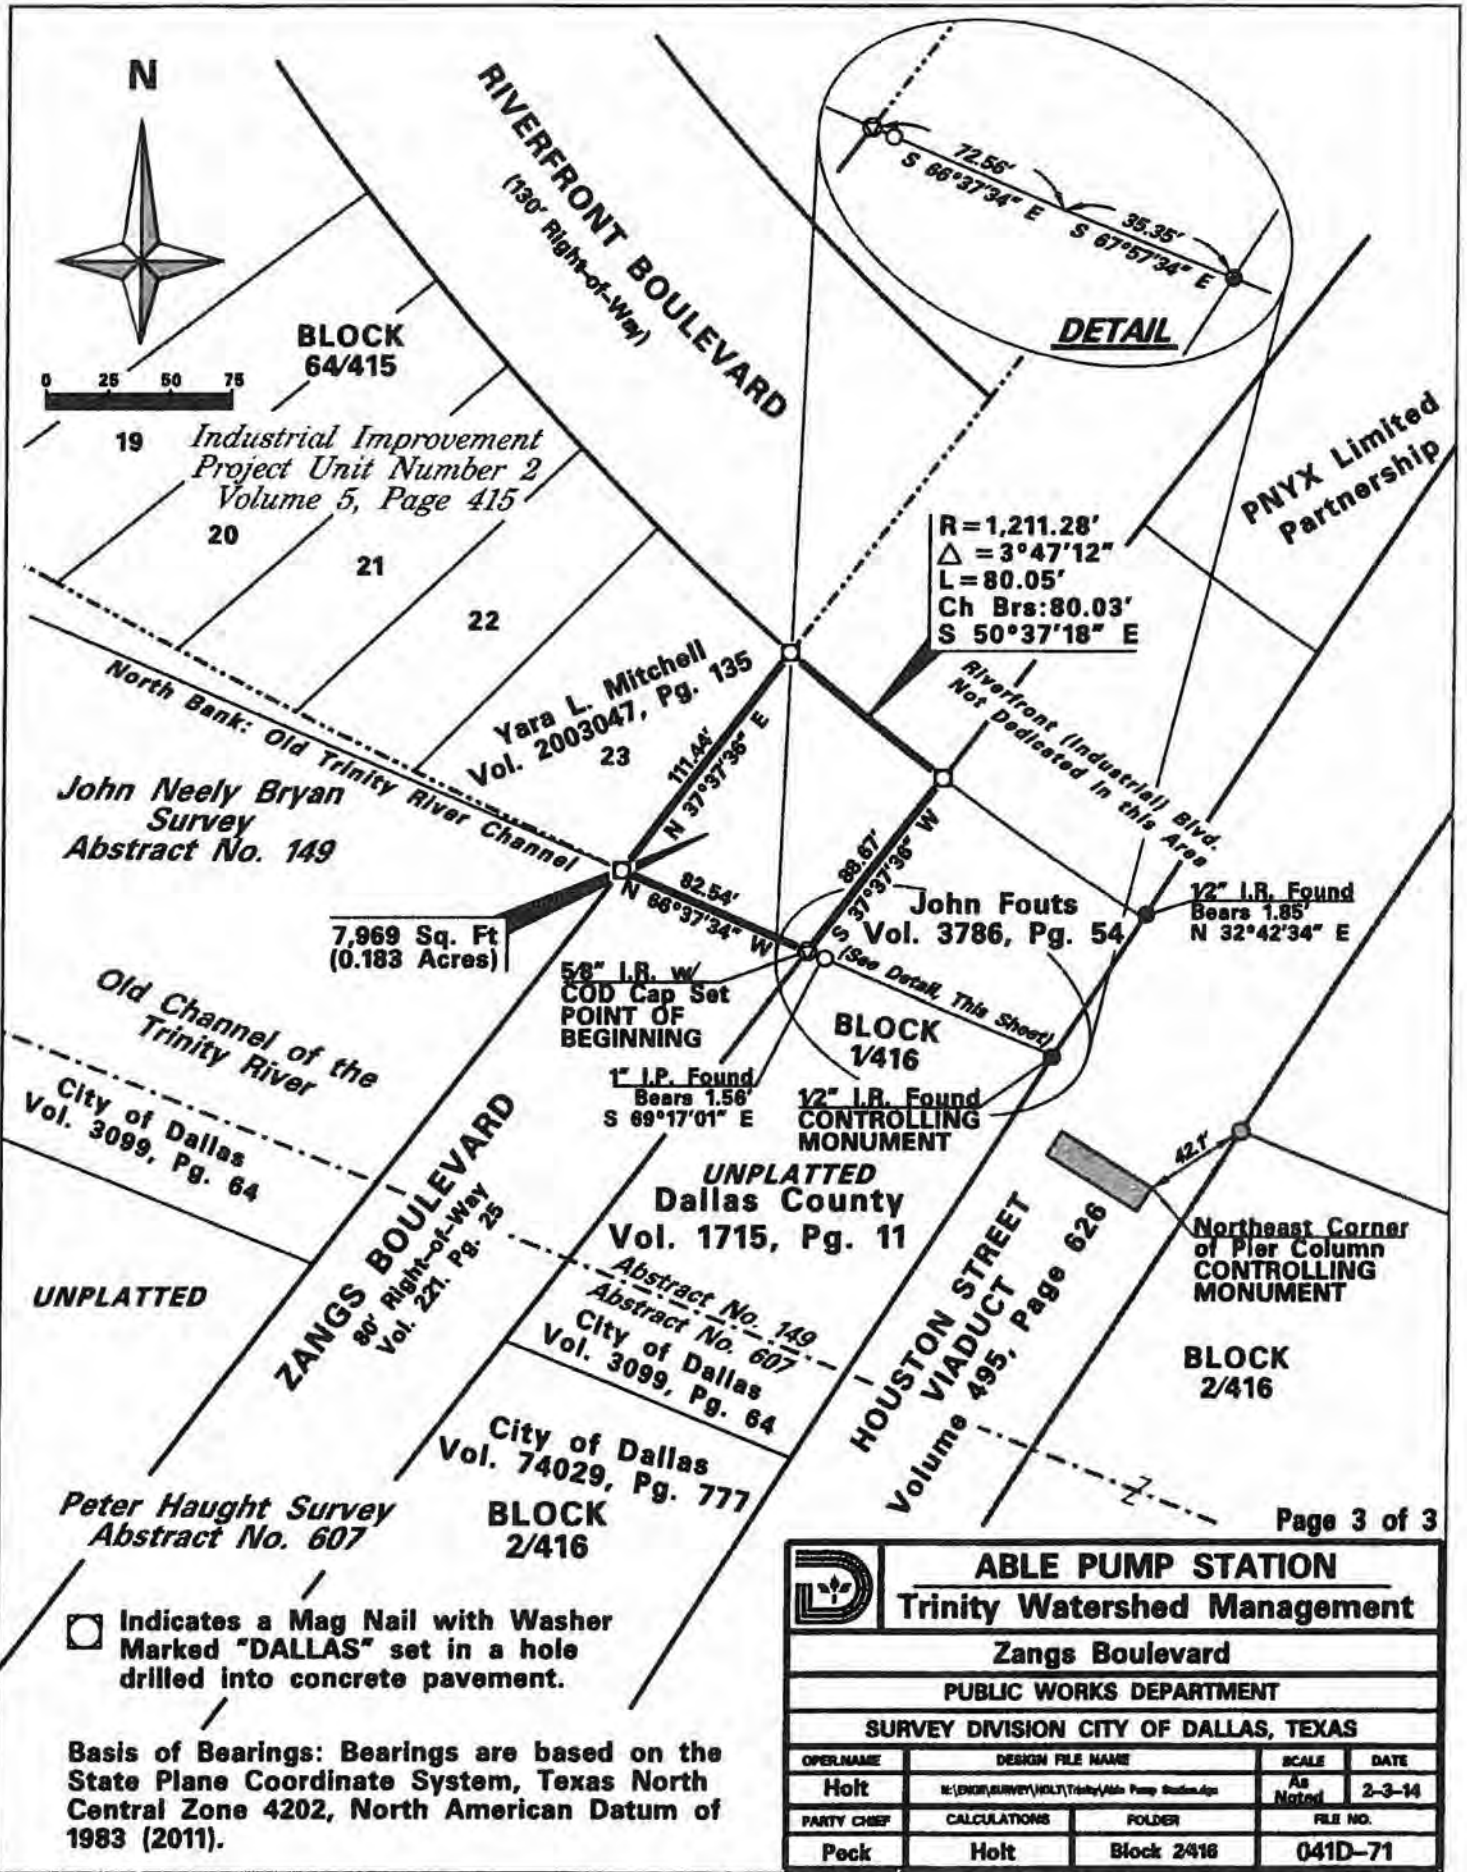 N
0 25 50 75
BLOCK
64/415
19
Industrial Improvement
Project Unit Number 2
Volume 5, Page 415
20
21
22
RIVERFRONT BOULEVARD
(130' Right-of-Way)
72.56'
S 66°37'34" E
35.35'
S 67°57'34" E
DETAIL
PNYX Limited
Partnership
R=1,211.28'
△ =3°47'12"
L=80.05'
Ch Brs:80.03'
S 50°37'18" E
Riverfront (Industrial) Blvd.
Not Dedicated In this Area
North Bank: Old Trinity River Channel
Yara L. Mitchell
Vol. 2003047, Pg. 135
23
111.44'
N 37°37'36" E
John Neely Bryan
Survey
Abstract No. 149
82.54'
N 66°37'34" W
88.67'
S 37°37'36" W
7,969 Sq. Ft
(0.183 Acres)
John Fouts
Vol. 3786, Pg. 54
(See Detail, This Sheet)
1/2" I.R. Found
Bears 1.85'
N 32°42'34" E
5/8" I.R. w/
COD Cap Set
POINT OF
BEGINNING
BLOCK
1/416
1" I.P. Found
Bears 1.56'
S 69°17'01" E
1/2" I.R. Found
CONTROLLING
MONUMENT
Old Channel of the
Trinity River
City of Dallas
Vol. 3099, Pg. 64
UNPLATTED
Dallas County
Vol. 1715, Pg. 11
42.1'
Northeast Corner
of Pier Column
CONTROLLING
MONUMENT
UNPLATTED
ZANGS BOULEVARD
80' Right-of-Way
Vol. 221. Pg. 25
Abstract No. 149
Abstract No. 607
City of Dallas
Vol. 3099, Pg. 64
HOUSTON STREET
VIADUCT
Volume 495, Page 626
BLOCK
2/416
City of Dallas
Vol. 74029, Pg. 777
BLOCK
2/416
Peter Haught Survey
Abstract No. 607
Page 3 of 3
Indicates a Mag Nail with Washer
Marked "DALLAS" set in a hole
drilled into concrete pavement.
Basis of Bearings: Bearings are based on the
State Plane Coordinate System, Texas North
Central Zone 4202, North American Datum of
1983 (2011).
ABLE PUMP STATION
Trinity Watershed Management
Zangs Boulevard
PUBLIC WORKS DEPARTMENT
SURVEY DIVISION CITY OF DALLAS, TEXAS
OPER.NAME DESIGN FILE NAME SCALE DATE
Holt As Noted 2-3-14
PARTY CHIEF CALCULATIONS FOLDER FILE NO.
Peck Holt Block 2/416 041D-71